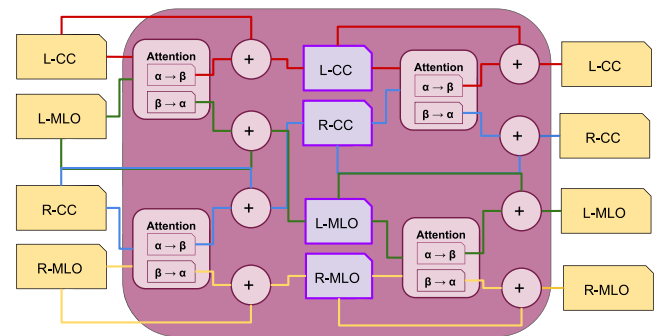 L-CC
L-MLO
R-CC
R-MLO
Attention
α → β
β → α
+
+
Attention
α → β
β → α
+
+
L-CC
R-CC
L-MLO
R-MLO
Attention
α → β
β → α
+
+
Attention
α → β
β → α
+
+
L-CC
R-CC
L-MLO
R-MLO